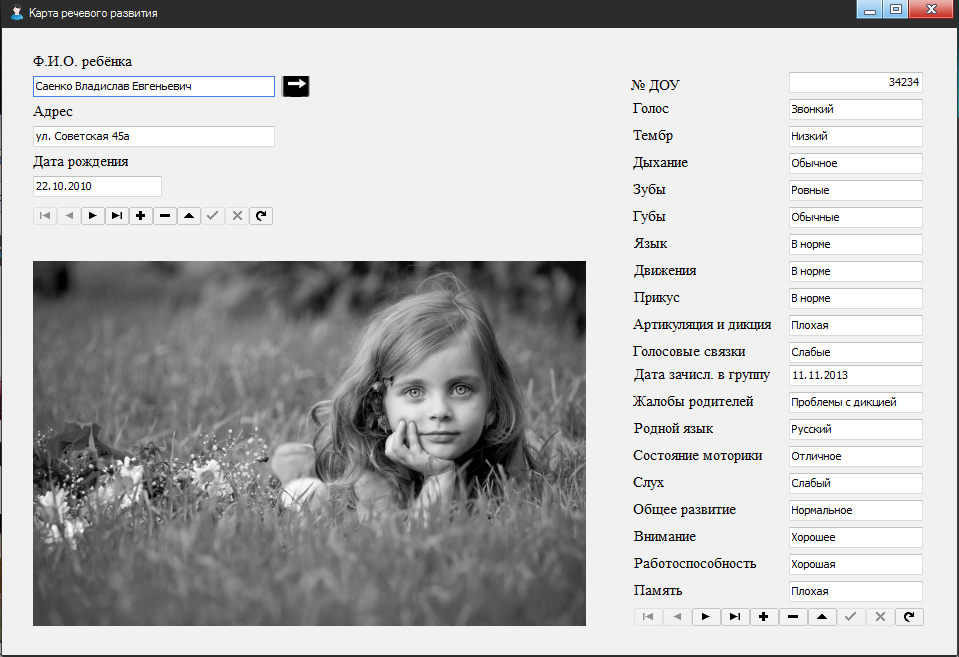 Карта речевого развития
Ф.И.О. ребёнка
Саенко Владислав Евгеньевич
Адрес
ул. Советская 45а
Дата рождения
22.10.2010
№ ДОУ 34234
Голос Звонкий
Тембр Низкий
Дыхание Обычное
Зубы Ровные
Губы Обычные
Язык В норме
Движения В норме
Прикус В норме
Артикуляция и дикция Плохая
Голосовые связки Слабые
Дата зачисл. в группу 11.11.2013
Жалобы родителей Проблемы с дикцией
Родной язык Русский
Состояние моторики Отличное
Слух Слабый
Общее развитие Нормальное
Внимание Хорошее
Работоспособность Хорошая
Память Плохая